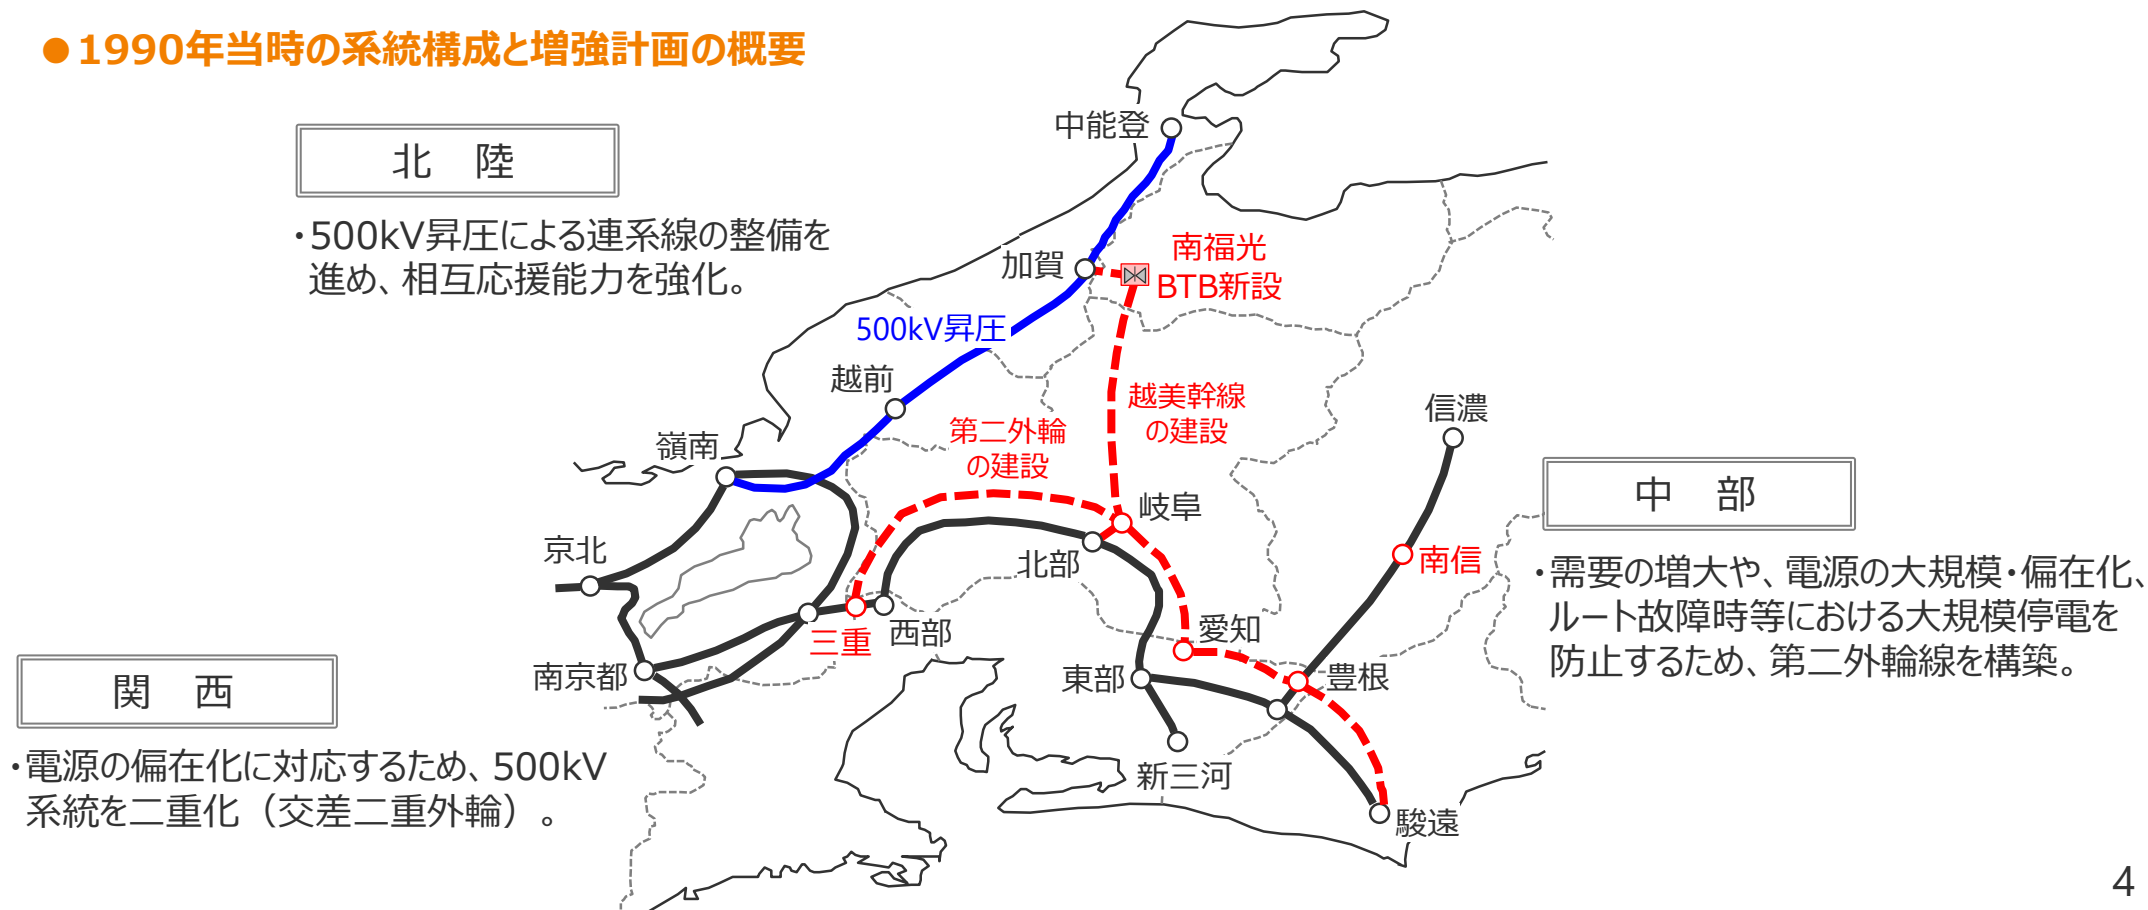 ●1990年当時の系統構成と増強計画の概要
北　陸
・500kV昇圧による連系線の整備を
進め、相互応援能力を強化。
中能登
加賀
南福光
BTB新設
500kV昇圧
越前
越美幹線
の建設
信濃
第二外輪
の建設
嶺南
中　部
・需要の増大や、電源の大規模・偏在化、
ルート故障時等における大規模停電を
防止するため、第二外輪線を構築。
岐阜
京北
北部
南信
三重
西部
愛知
関　西
・電源の偏在化に対応するため、500kV
系統を二重化（交差二重外輪）。
南京都
東部
豊根
新三河
駿遠
4